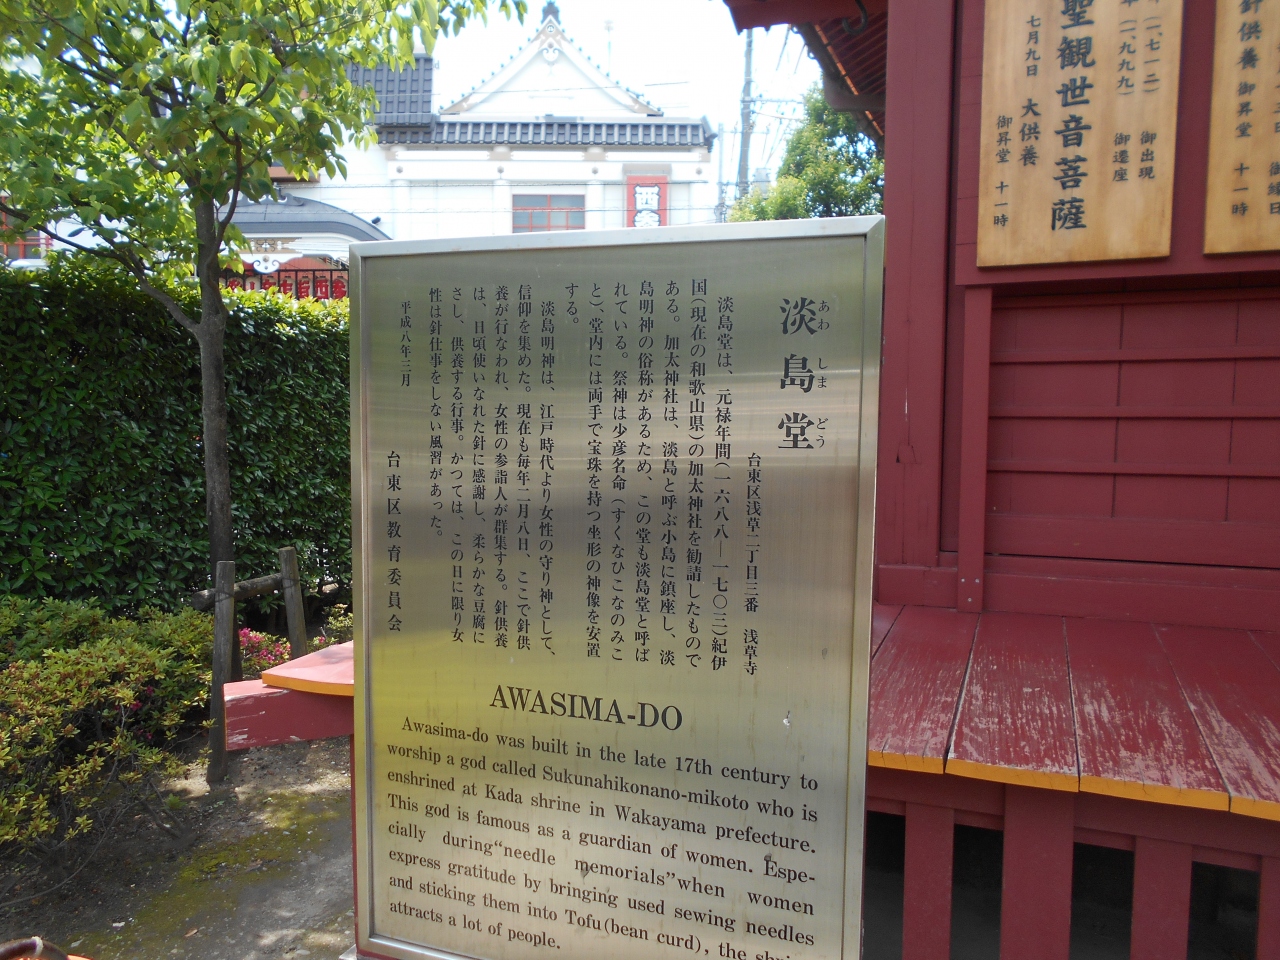 淡島堂
あわ しま どう
台東区浅草二丁目三番 浅草寺
淡島堂は、元禄年間(一六八八―一七〇三)紀伊
国(現在の和歌山県)の加太神社を勧請したもので
ある。加太神社は、淡島と呼ぶ小島に鎮座し、淡
島明神の俗称があるため、この堂も淡島堂と呼ば
れている。祭神は少彦名命(すくなひこなのみこ
と)、堂内には両手で宝珠を持つ坐形の神像を安置
する。
淡島明神は、江戸時代より女性の守り神として、
信仰を集めた。現在も毎年二月八日、ここで針供
養が行なわれ、女性の参詣人が群集する。針供養
は、日頃使いなれた針に感謝し、柔らかな豆腐に
さし、供養する行事。かつては、この日に限り女
性は針仕事をしない風習があった。
平成八年三月
台東区教育委員会
AWASIMA-DO
Awasima-do was built in the late 17th century to
worship a god called Sukunahikonano-mikoto who is
enshrined at Kada shrine in Wakayama prefecture.
This god is famous as a guardian of women. Espe-
cially during"needle memorials"when women
express gratitude by bringing used sewing needles
and sticking them into Tofu(bean curd), the
attracts a lot of people.
針供養 御昇堂 十一時
(一、七一二) 御出現
(一、九九九) 御遷座
聖観世音菩薩
七月九日 大供養
御昇堂 十一時
西参